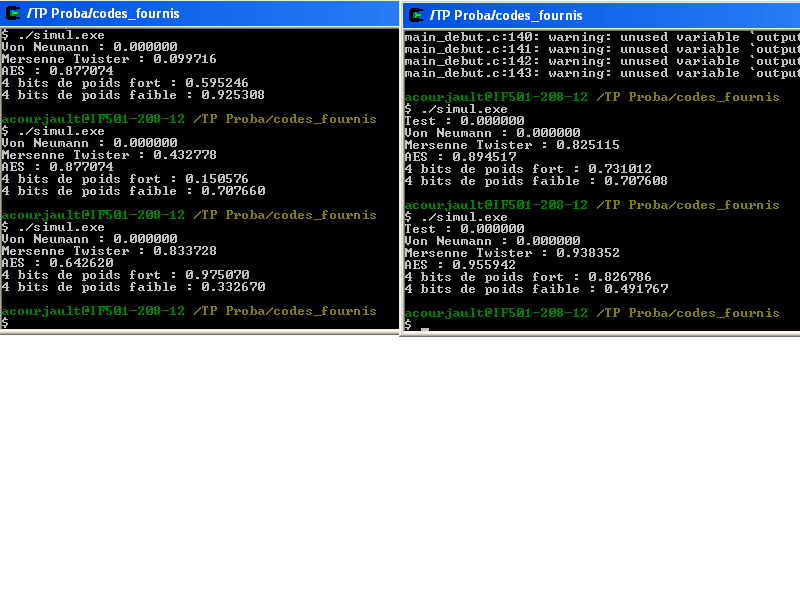 /TP Proba/codes_fournis
$ ./simul.exe
Von Neumann : 0.000000
Mersenne Twister : 0.099716
AES : 0.877074
4 bits de poids fort : 0.595246
4 bits de poids faible : 0.925308
acourjault@IF501-208-12 /TP Proba/codes_fournis
$ ./simul.exe
Von Neumann : 0.000000
Mersenne Twister : 0.432778
AES : 0.877074
4 bits de poids fort : 0.150576
4 bits de poids faible : 0.707660
acourjault@IF501-208-12 /TP Proba/codes_fournis
$ ./simul.exe
Von Neumann : 0.000000
Mersenne Twister : 0.833728
AES : 0.642620
4 bits de poids fort : 0.975070
4 bits de poids faible : 0.332670
acourjault@IF501-208-12 /TP Proba/codes_fournis
$
/TP Proba/codes_fournis
main_debut.c:140: warning: unused variable `output
main_debut.c:141: warning: unused variable `output
main_debut.c:142: warning: unused variable `output
main_debut.c:143: warning: unused variable `output
acourjault@IF501-208-12 /TP Proba/codes_fournis
$ ./simul.exe
Test : 0.000000
Von Neumann : 0.000000
Mersenne Twister : 0.825115
AES : 0.894517
4 bits de poids fort : 0.731012
4 bits de poids faible : 0.707608
acourjault@IF501-208-12 /TP Proba/codes_fournis
$ ./simul.exe
Test : 0.000000
Von Neumann : 0.000000
Mersenne Twister : 0.938352
AES : 0.955942
4 bits de poids fort : 0.826786
4 bits de poids faible : 0.491767
acourjault@IF501-208-12 /TP Proba/codes_fournis
$